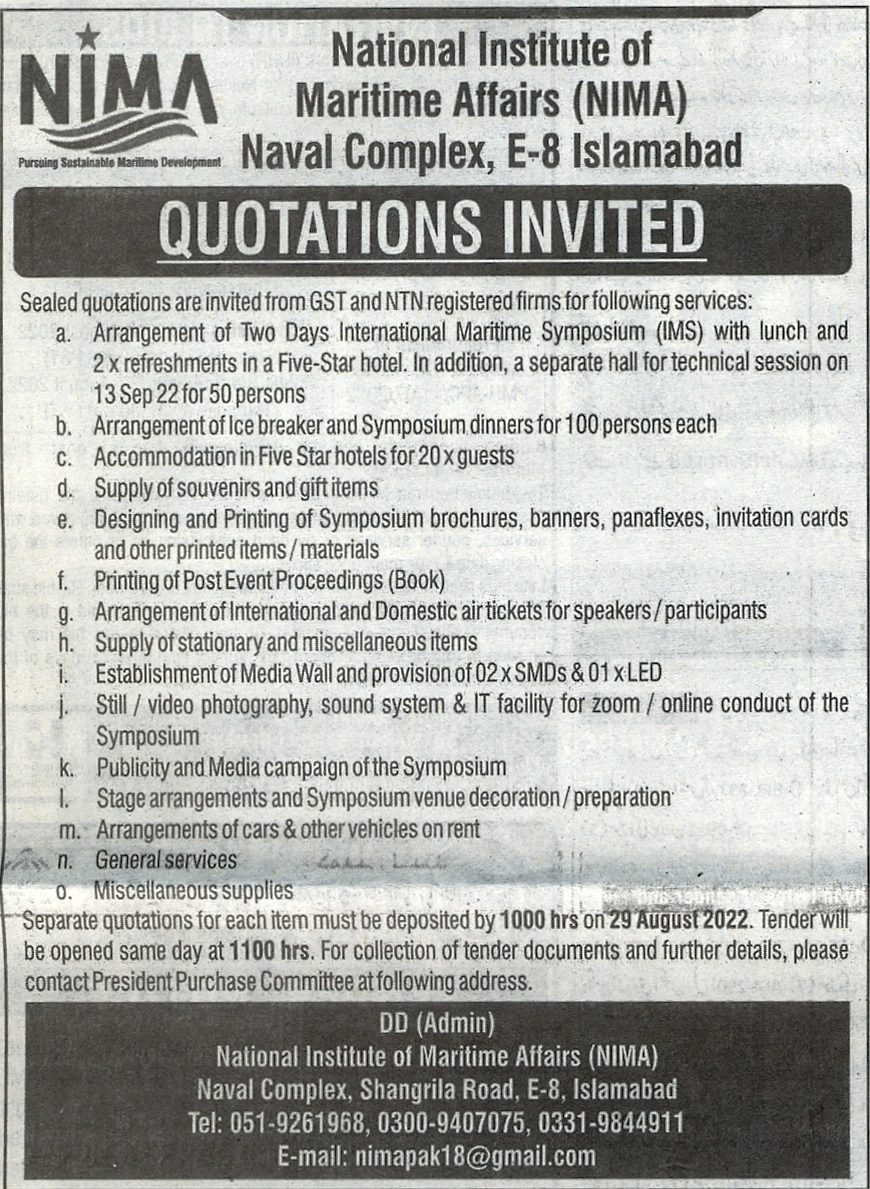 NIMA
Pursuing Sustainable Maritime Development
National Institute of
Maritime Affairs (NIMA)
Naval Complex, E-8 Islamabad
QUOTATIONS INVITED
Sealed quotations are invited from GST and NTN registered firms for following services:
a. Arrangement of Two Days International Maritime Symposium (IMS) with lunch and
2 x refreshments in a Five-Star hotel. In addition, a separate hall for technical session on
13 Sep 22 for 50 persons
b. Arrangement of Ice breaker and Symposium dinners for 100 persons each
c. Accommodation in Five Star hotels for 20 x guests
d. Supply of souvenirs and gift items
e. Designing and Printing of Symposium brochures, banners, panaflexes, invitation cards
and other printed items / materials
f. Printing of Post Event Proceedings (Book)
g. Arrangement of International and Domestic air tickets for speakers / participants
h. Supply of stationary and miscellaneous items
i. Establishment of Media Wall and provision of 02 x SMDs & 01 x LED
j. Still / video photography, sound system & IT facility for zoom / online conduct of the
Symposium
k. Publicity and Media campaign of the Symposium
l. Stage arrangements and Symposium venue decoration / preparation
m. Arrangements of cars & other vehicles on rent
n. General services
o. Miscellaneous supplies
Separate quotations for each item must be deposited by 1000 hrs on 29 August 2022. Tender will
be opened same day at 1100 hrs. For collection of tender documents and further details, please
contact President Purchase Committee at following address.
DD (Admin)
National Institute of Maritime Affairs (NIMA)
Naval Complex, Shangrila Road, E-8, Islamabad
Tel: 051-9261968, 0300-9407075, 0331-9844911
E-mail: nimapak18@gmail.com